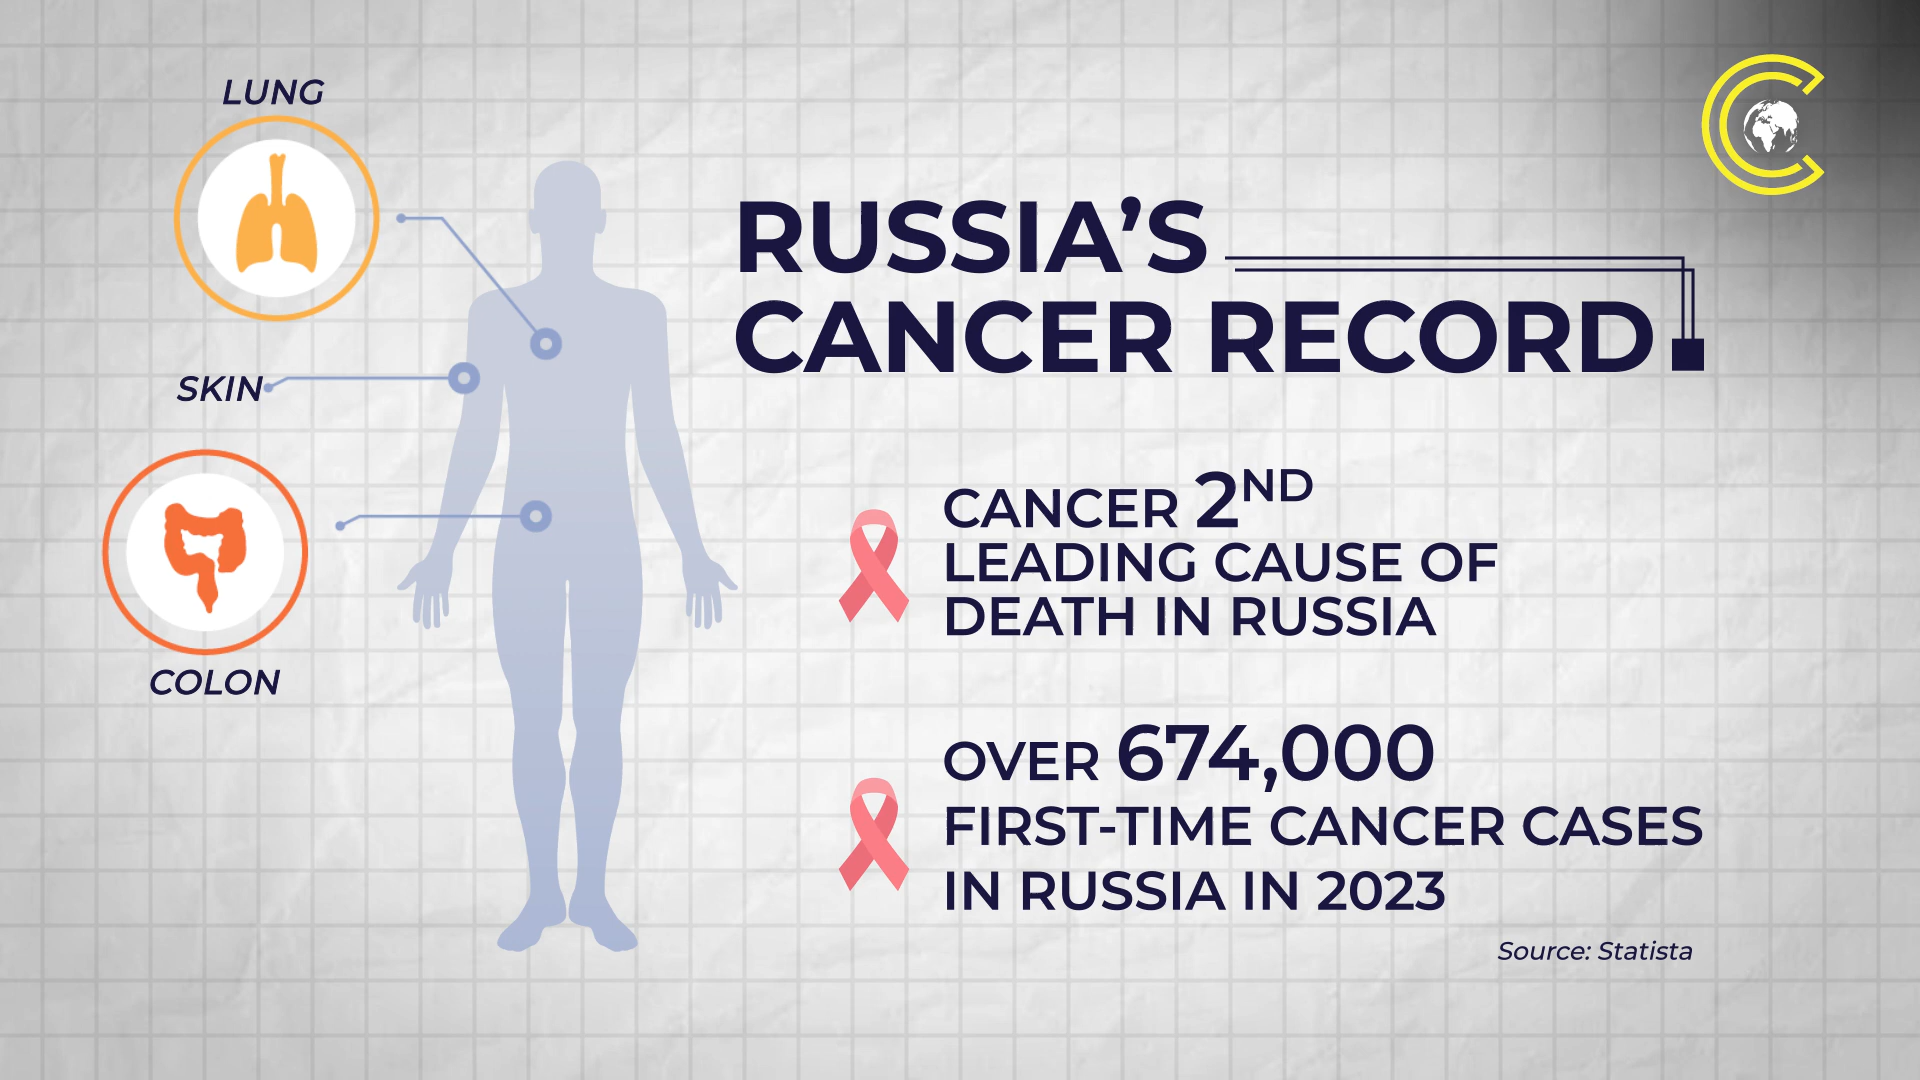 LUNG
SKIN
COLON
RUSSIA’S
CANCER RECORD
CANCER 2ND
LEADING CAUSE OF
DEATH IN RUSSIA
OVER 674,000
FIRST-TIME CANCER CASES
IN RUSSIA IN 2023
Source: Statista